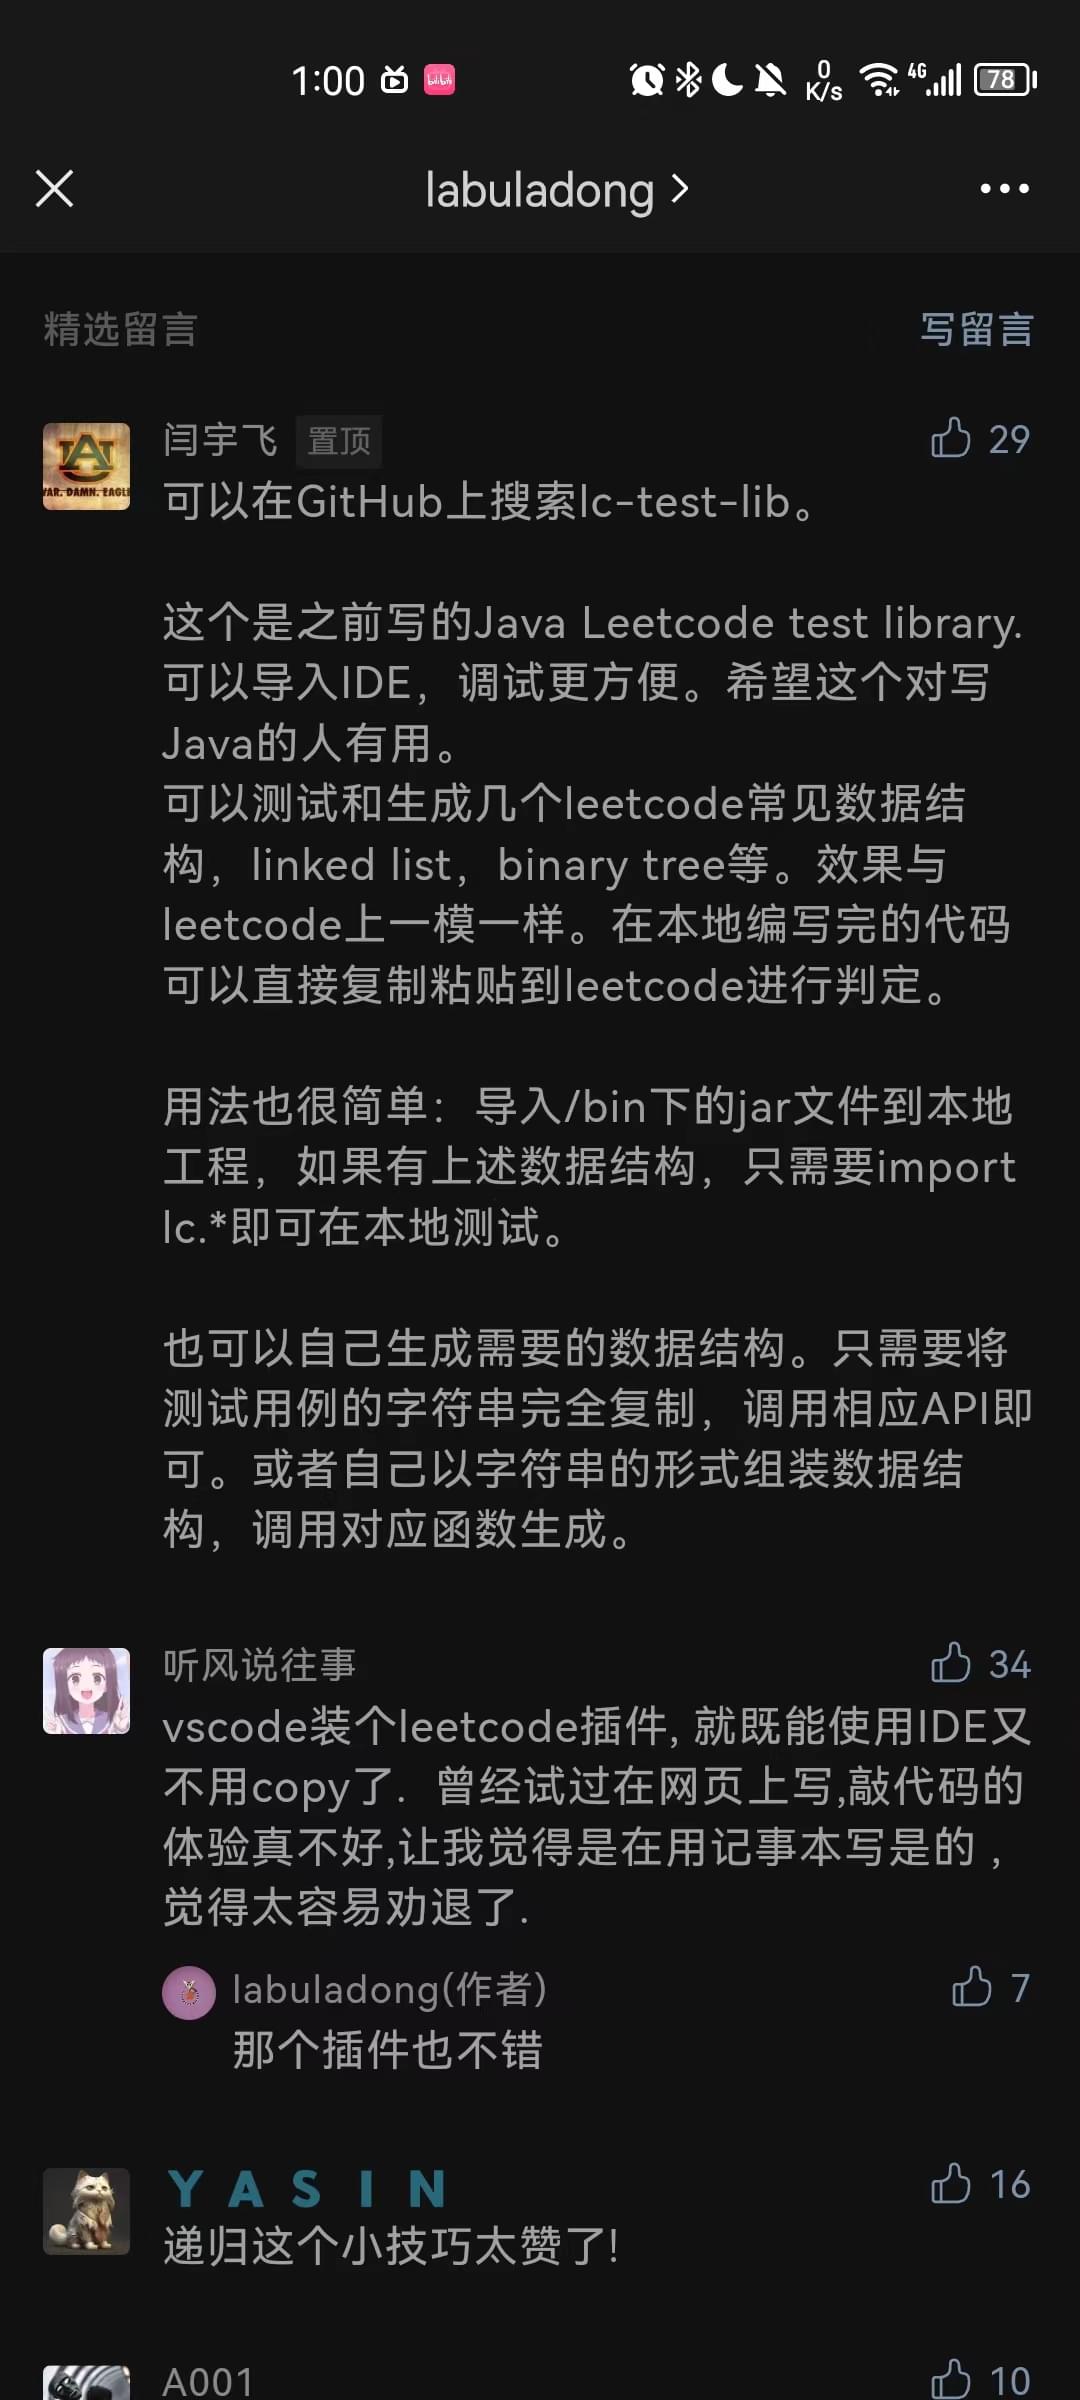 1:00
0
K/s
4G
78
labuladong
精选留言
写留言
闫宇飞 置顶 29
可以在GitHub上搜索lc-test-lib。
这个是之前写的Java Leetcode test library.
可以导入IDE，调试更方便。希望这个对写
Java的人有用。
可以测试和生成几个leetcode常见数据结
构，linked list，binary tree等。效果与
leetcode上一模一样。在本地编写完的代码
可以直接复制粘贴到leetcode进行判定。
用法也很简单：导入/bin下的jar文件到本地
工程，如果有上述数据结构，只需要import
lc.*即可在本地测试。
也可以自己生成需要的数据结构。只需要将
测试用例的字符串完全复制，调用相应API即
可。或者自己以字符串的形式组装数据结
构，调用对应函数生成。
听风说往事 34
vscode装个leetcode插件, 就既能使用IDE又
不用copy了. 曾经试过在网页上写,敲代码的
体验真不好,让我觉得是在用记事本写是的，
觉得太容易劝退了.
labuladong(作者) 7
那个插件也不错
YASIN 16
递归这个小技巧太赞了!
A001 10